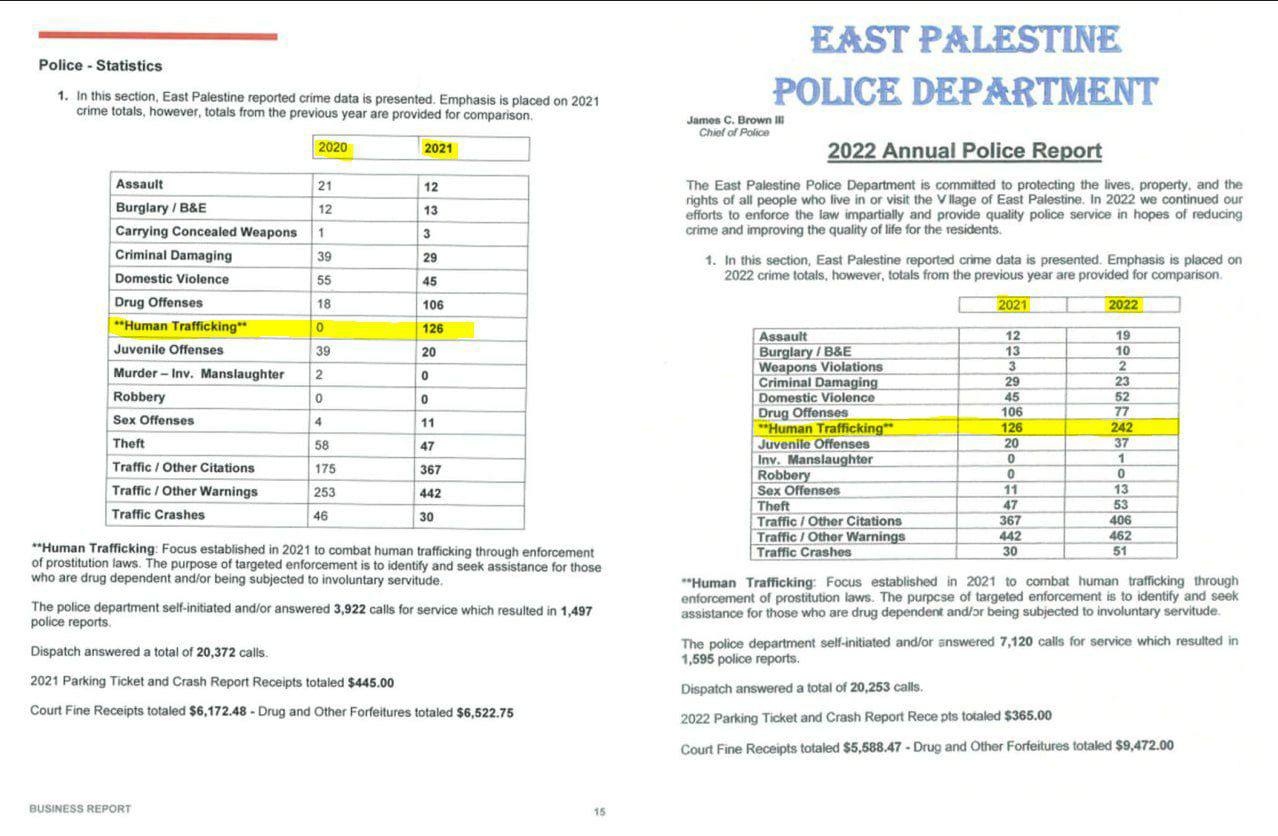 Police - Statistics
1. In this section, East Palestine reported crime data is presented. Emphasis is placed on 2021
crime totals, however, totals from the previous year are provided for comparison.
2020 2021
Assault 21 12
Burglary / B&E 12 13
Carrying Concealed Weapons 1 3
Criminal Damaging 39 29
Domestic Violence 55 45
Drug Offenses 18 106
**Human Trafficking** 0 126
Juvenile Offenses 39 20
Murder – Inv. Manslaughter 2 0
Robbery 0 0
Sex Offenses 4 11
Theft 58 47
Traffic / Other Citations 175 367
Traffic / Other Warnings 253 442
Traffic Crashes 46 30
**Human Trafficking: Focus established in 2021 to combat human trafficking through enforcement
of prostitution laws. The purpose of targeted enforcement is to identify and seek assistance for those
who are drug dependent and/or being subjected to involuntary servitude.
The police department self-initiated and/or answered 3,922 calls for service which resulted in 1,497
police reports.
Dispatch answered a total of 20,372 calls.
2021 Parking Ticket and Crash Report Receipts totaled $445.00
Court Fine Receipts totaled $6,172.48 - Drug and Other Forfeitures totaled $6,522.75
BUSINESS REPORT
15
EAST PALESTINE
POLICE DEPARTMENT
James C. Brown III
Chief of Police
2022 Annual Police Report
The East Palestine Police Department is committed to protecting the lives, property, and the
rights of all people who live in or visit the V llage of East Palestine. In 2022 we continued our
efforts to enforce the law impartially and provide quality police service in hopes of reducing
crime and improving the quality of life for the residents.
1. In this section, East Palestine reported crime data is presented. Emphasis is placed on
2022 crime totals, however, totals from the previous year are provided for comparison.
2021 2022
Assault 12 19
Burglary / B&E 13 10
Weapons Violations 3 2
Criminal Damaging 29 23
Domestic Violence 45 52
Drug Offenses 106 77
**Human Trafficking** 126 242
Juvenile Offenses 20 37
Inv. Manslaughter 0 1
Robbery 0 0
Sex Offenses 11 13
Theft 47 53
Traffic / Other Citations 367 406
Traffic / Other Warnings 442 462
Traffic Crashes 30 51
**Human Trafficking: Focus established in 2021 to combat human trafficking through
enforcement of prostitution laws. The purpose of targeted enforcement is to identify and seek
assistance for those who are drug dependent and/or being subjected to involuntary servitude.
The police department self-initiated and/or answered 7,120 calls for service which resulted in
1,595 police reports.
Dispatch answered a total of 20,253 calls.
2022 Parking Ticket and Crash Report Rece pts totaled $365.00
Court Fine Receipts totaled $5,588.47 - Drug and Other Forfeitures totaled $9,472.00